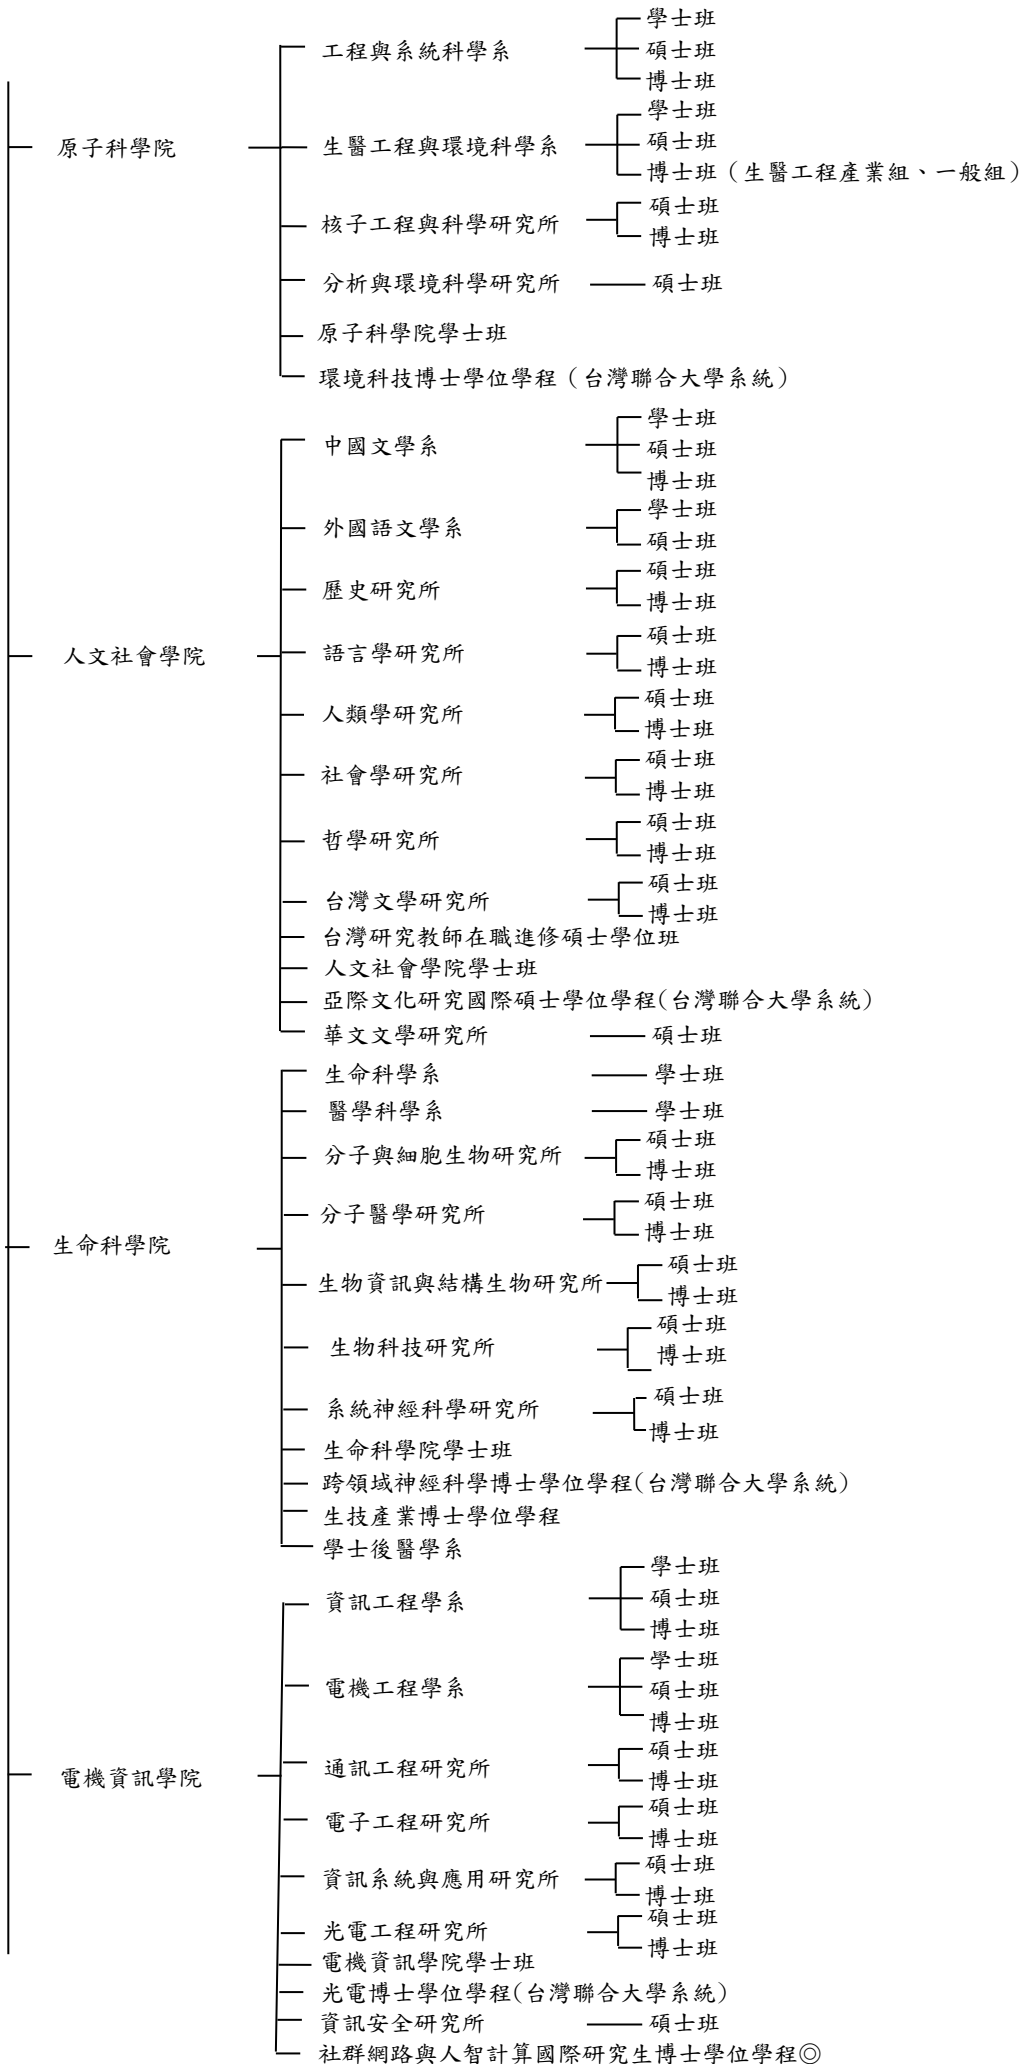 原子科學院
工程與系統科學系
學士班
碩士班
博士班
生醫工程與環境科學系
學士班
碩士班
博士班（生醫工程產業組、一般組）
核子工程與科學研究所
碩士班
博士班
分析與環境科學研究所
碩士班
原子科學院學士班
環境科技博士學位學程（台灣聯合大學系統）
人文社會學院
中國文學系
學士班
碩士班
博士班
外國語文學系
學士班
碩士班
歷史研究所
碩士班
博士班
語言學研究所
碩士班
博士班
人類學研究所
碩士班
博士班
社會學研究所
碩士班
博士班
哲學研究所
碩士班
博士班
台灣文學研究所
碩士班
博士班
台灣研究教師在職進修碩士學位班
人文社會學院學士班
亞際文化研究國際碩士學位學程(台灣聯合大學系統)
華文文學研究所
碩士班
生命科學院
生命科學系
學士班
醫學科學系
學士班
分子與細胞生物研究所
碩士班
博士班
分子醫學研究所
碩士班
博士班
生物資訊與結構生物研究所
碩士班
博士班
生物科技研究所
碩士班
博士班
系統神經科學研究所
碩士班
博士班
生命科學院學士班
跨領域神經科學博士學位學程(台灣聯合大學系統)
生技產業博士學位學程
學士後醫學系
電機資訊學院
資訊工程學系
學士班
碩士班
博士班
電機工程學系
學士班
碩士班
博士班
通訊工程研究所
碩士班
博士班
電子工程研究所
碩士班
博士班
資訊系統與應用研究所
碩士班
博士班
光電工程研究所
碩士班
博士班
電機資訊學院學士班
光電博士學位學程(台灣聯合大學系統)
資訊安全研究所
碩士班
社群網路與人智計算國際研究生博士學位學程◎